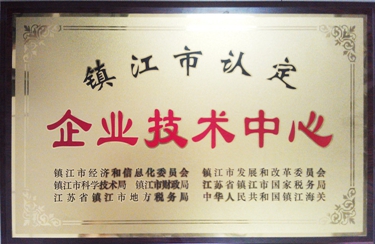 镇江市认定
企业技术中心
镇江市经济和信息化委员会 镇江市发展和改革委员会
镇江市科学技术局 镇江市财政局 江苏省镇江市国家税务局
江苏省镇江市地方税务局 中华人民共和国镇江海关